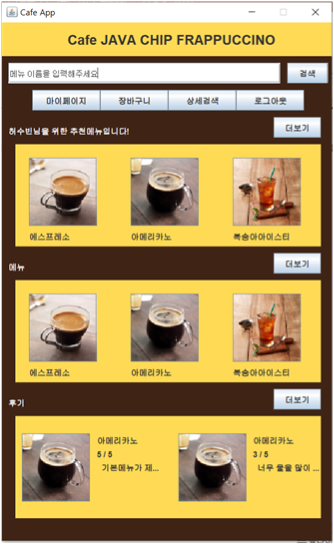 Cafe App
Cafe JAVA CHIP FRAPPUCCINO
메뉴 이름을 입력해주세요
검색
마이페이지
장바구니
상세검색
로그아웃
더보기
허수빈님을 위한 추천메뉴입니다!
에스프레소
아메리카노
복숭아아이스티
더보기
메뉴
에스프레소
아메리카노
복숭아아이스티
더보기
후기
아메리카노
5 / 5
기본메뉴가 제...
아메리카노
3 / 5
너무 물을 많이 ...